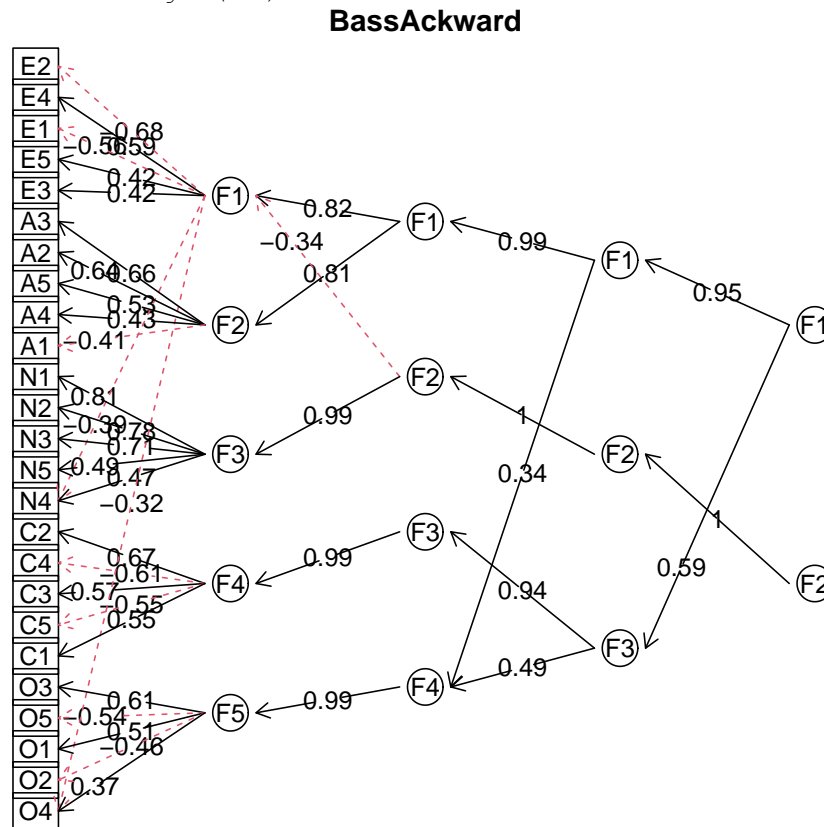 BassAckward
E2
E4
E1 −0.68
−0.56 0.59
E5
0.42
E3 0.42 F1
0.82
A3 F1
−0.34 0.99
A2 F1
0.64 0.66 0.81
A5 0.95
0.53
A4 0.43 F2 F1
A1 −0.41
N1 F2
0.81
N2 0.99 1
−0.39 0.78
N3 0.71 F3 F2
N5 0.49 0.47 0.34
N4 −0.32
1
C2 F3
0.67 0.99
C4 −0.61 0.59
F4 F2
C3 0.57 0.94
−0.55
C5 0.55
F3
C1
0.49
O3 F4
0.61 0.99
O5 −0.54 F5
0.51
O1 −0.46
O2
0.37
O4